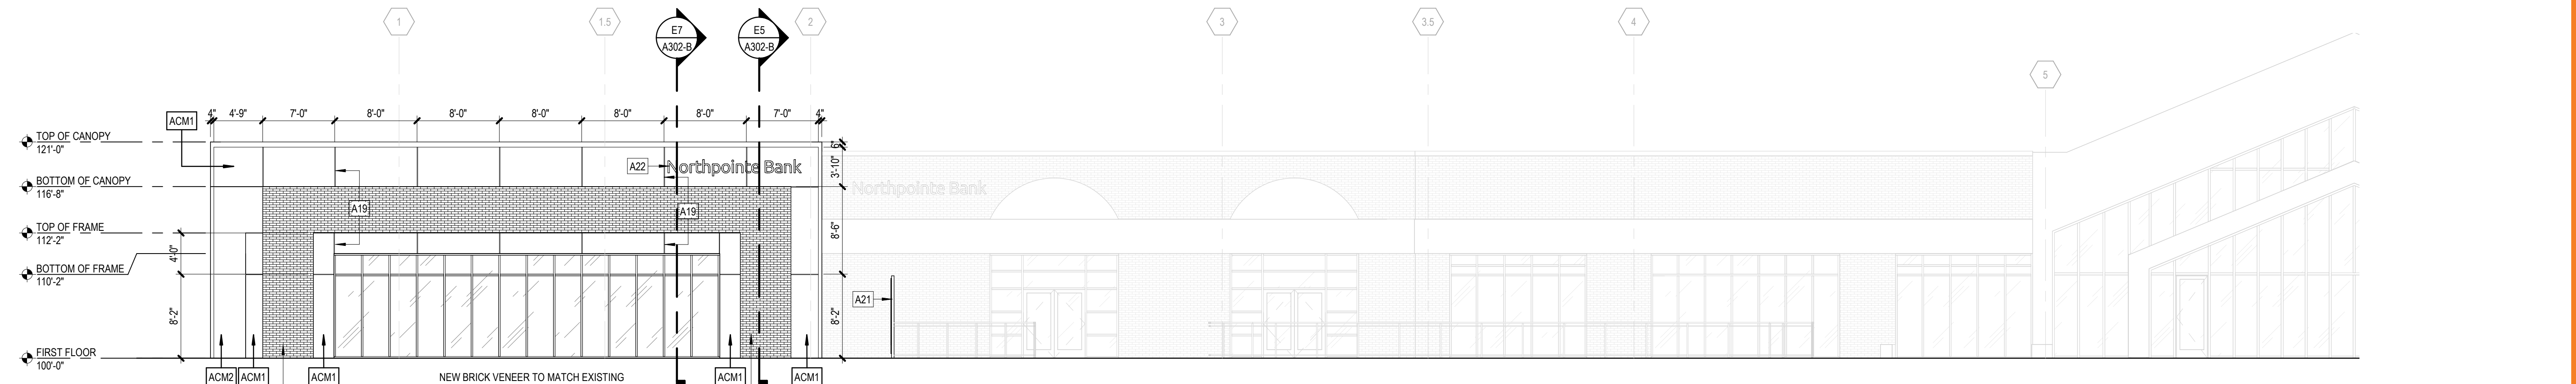 1
1.5
E7
A302-B
E5
A302-B
2
3
3.5
4
5
4" 4'-9" 7'-0" 8'-0" 8'-0" 8'-0" 8'-0" 8'-0" 7'-0" 4"
ACM1
TOP OF CANOPY
121'-0"
6"
3'-10"
A22
Northpointe Bank
Northpointe Bank
BOTTOM OF CANOPY
116'-8"
A19
A19
TOP OF FRAME
112'-2"
4'-0"
8'-6"
BOTTOM OF FRAME
110'-2"
A21
8'-2"
8'-2"
FIRST FLOOR
100'-0"
ACM2 ACM1 ACM1 NEW BRICK VENEER TO MATCH EXISTING ACM1 ACM1